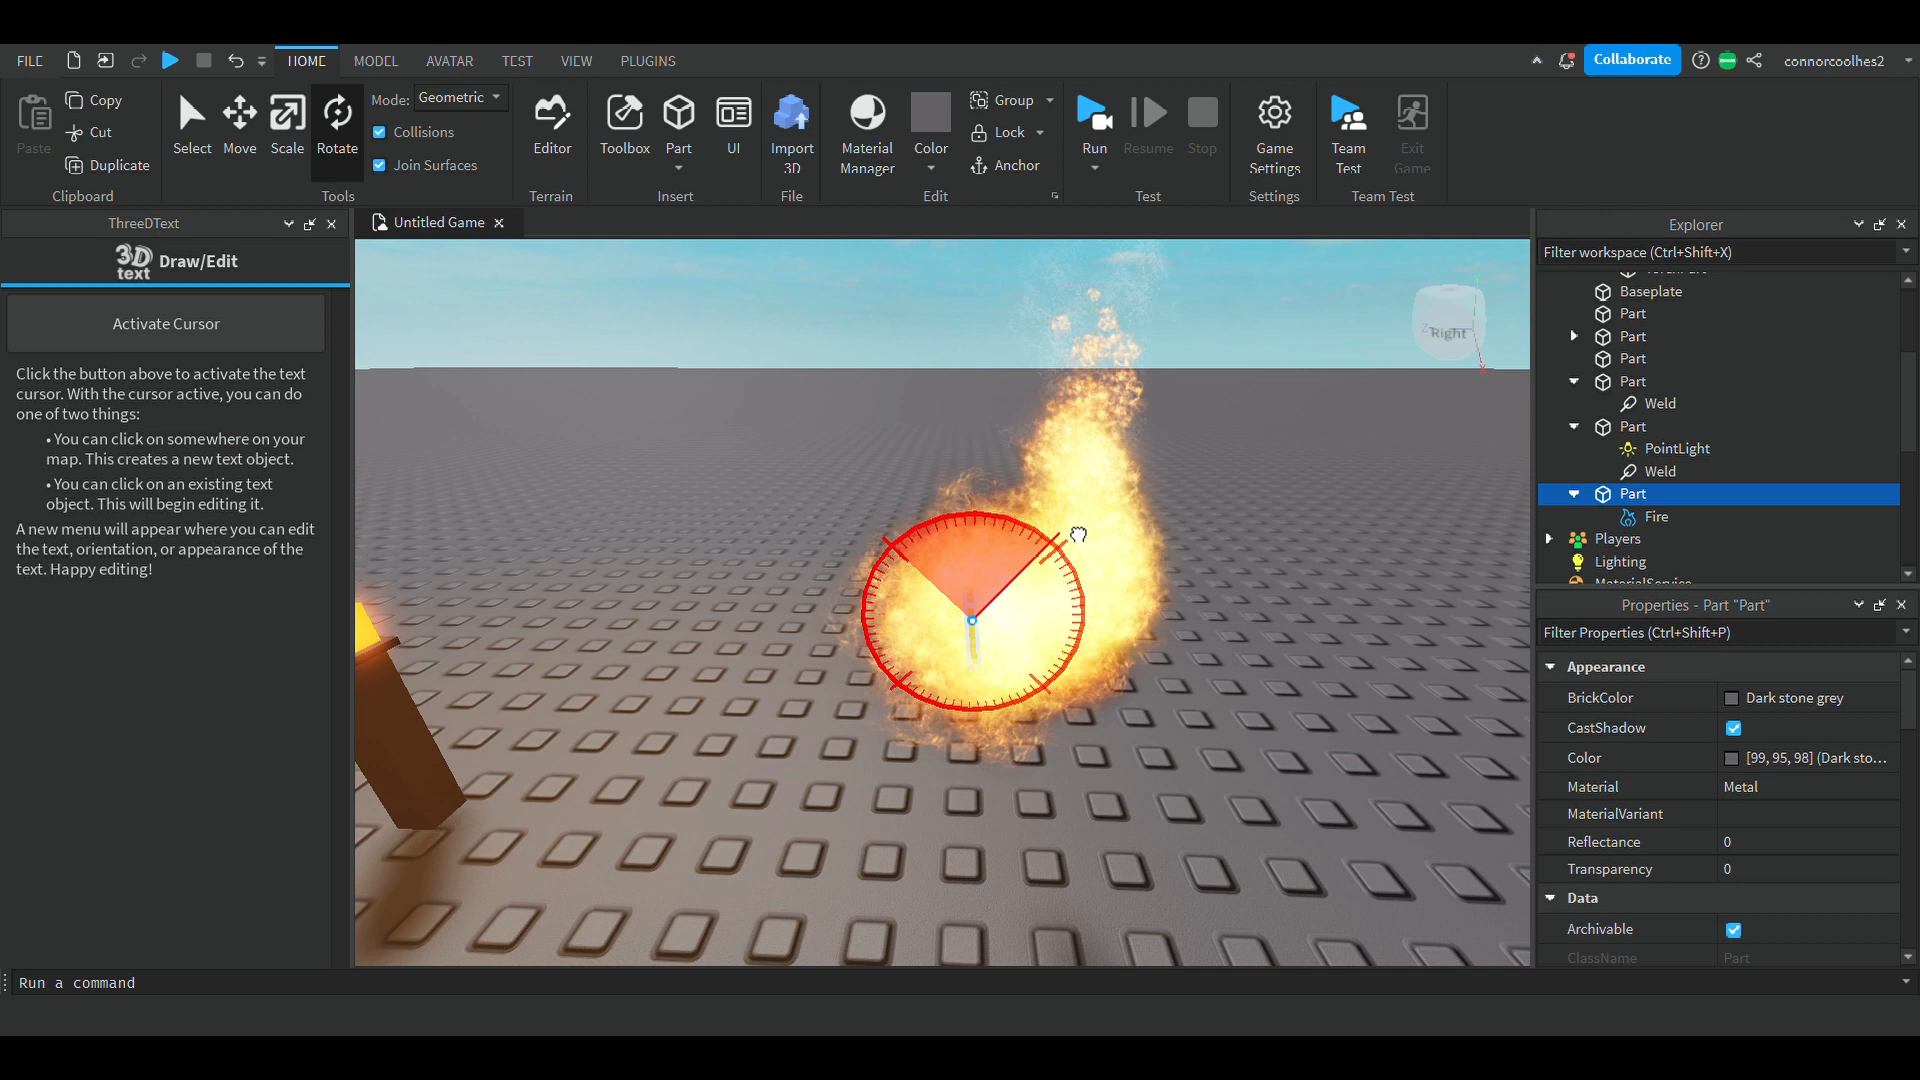 FILE
HOME
MODEL
AVATAR
TEST
VIEW
PLUGINS
Collaborate
connorcoolhes2
Paste
Copy
Cut
Duplicate
Clipboard
Select
Move
Scale
Rotate
Mode: Geometric
Collisions
Join Surfaces
Tools
Editor
Terrain
Toolbox
Part
UI
Insert
Import
3D
File
Material
Manager
Color
Group
Lock
Anchor
Edit
Run
Resume
Stop
Test
Game
Settings
Settings
Team
Test
Exit
Game
Team Test
ThreeDText
3D
text
Draw/Edit
Activate Cursor
Click the button above to activate the text
cursor. With the cursor active, you can do
one of two things:
• You can click on somewhere on your
map. This creates a new text object.
• You can click on an existing text
object. This will begin editing it.
A new menu will appear where you can edit
the text, orientation, or appearance of the
text. Happy editing!
Untitled Game
Right
Z
Explorer
Filter workspace (Ctrl+Shift+X)
Baseplate
Part
Part
Part
Part
Weld
Part
PointLight
Weld
Part
Fire
Players
Lighting
MaterialService
Properties - Part "Part"
Filter Properties (Ctrl+Shift+P)
Appearance
BrickColor Dark stone grey
CastShadow
Color [99, 95, 98] (Dark sto...
Material Metal
MaterialVariant
Reflectance 0
Transparency 0
Data
Archivable
ClassName Part
Run a command